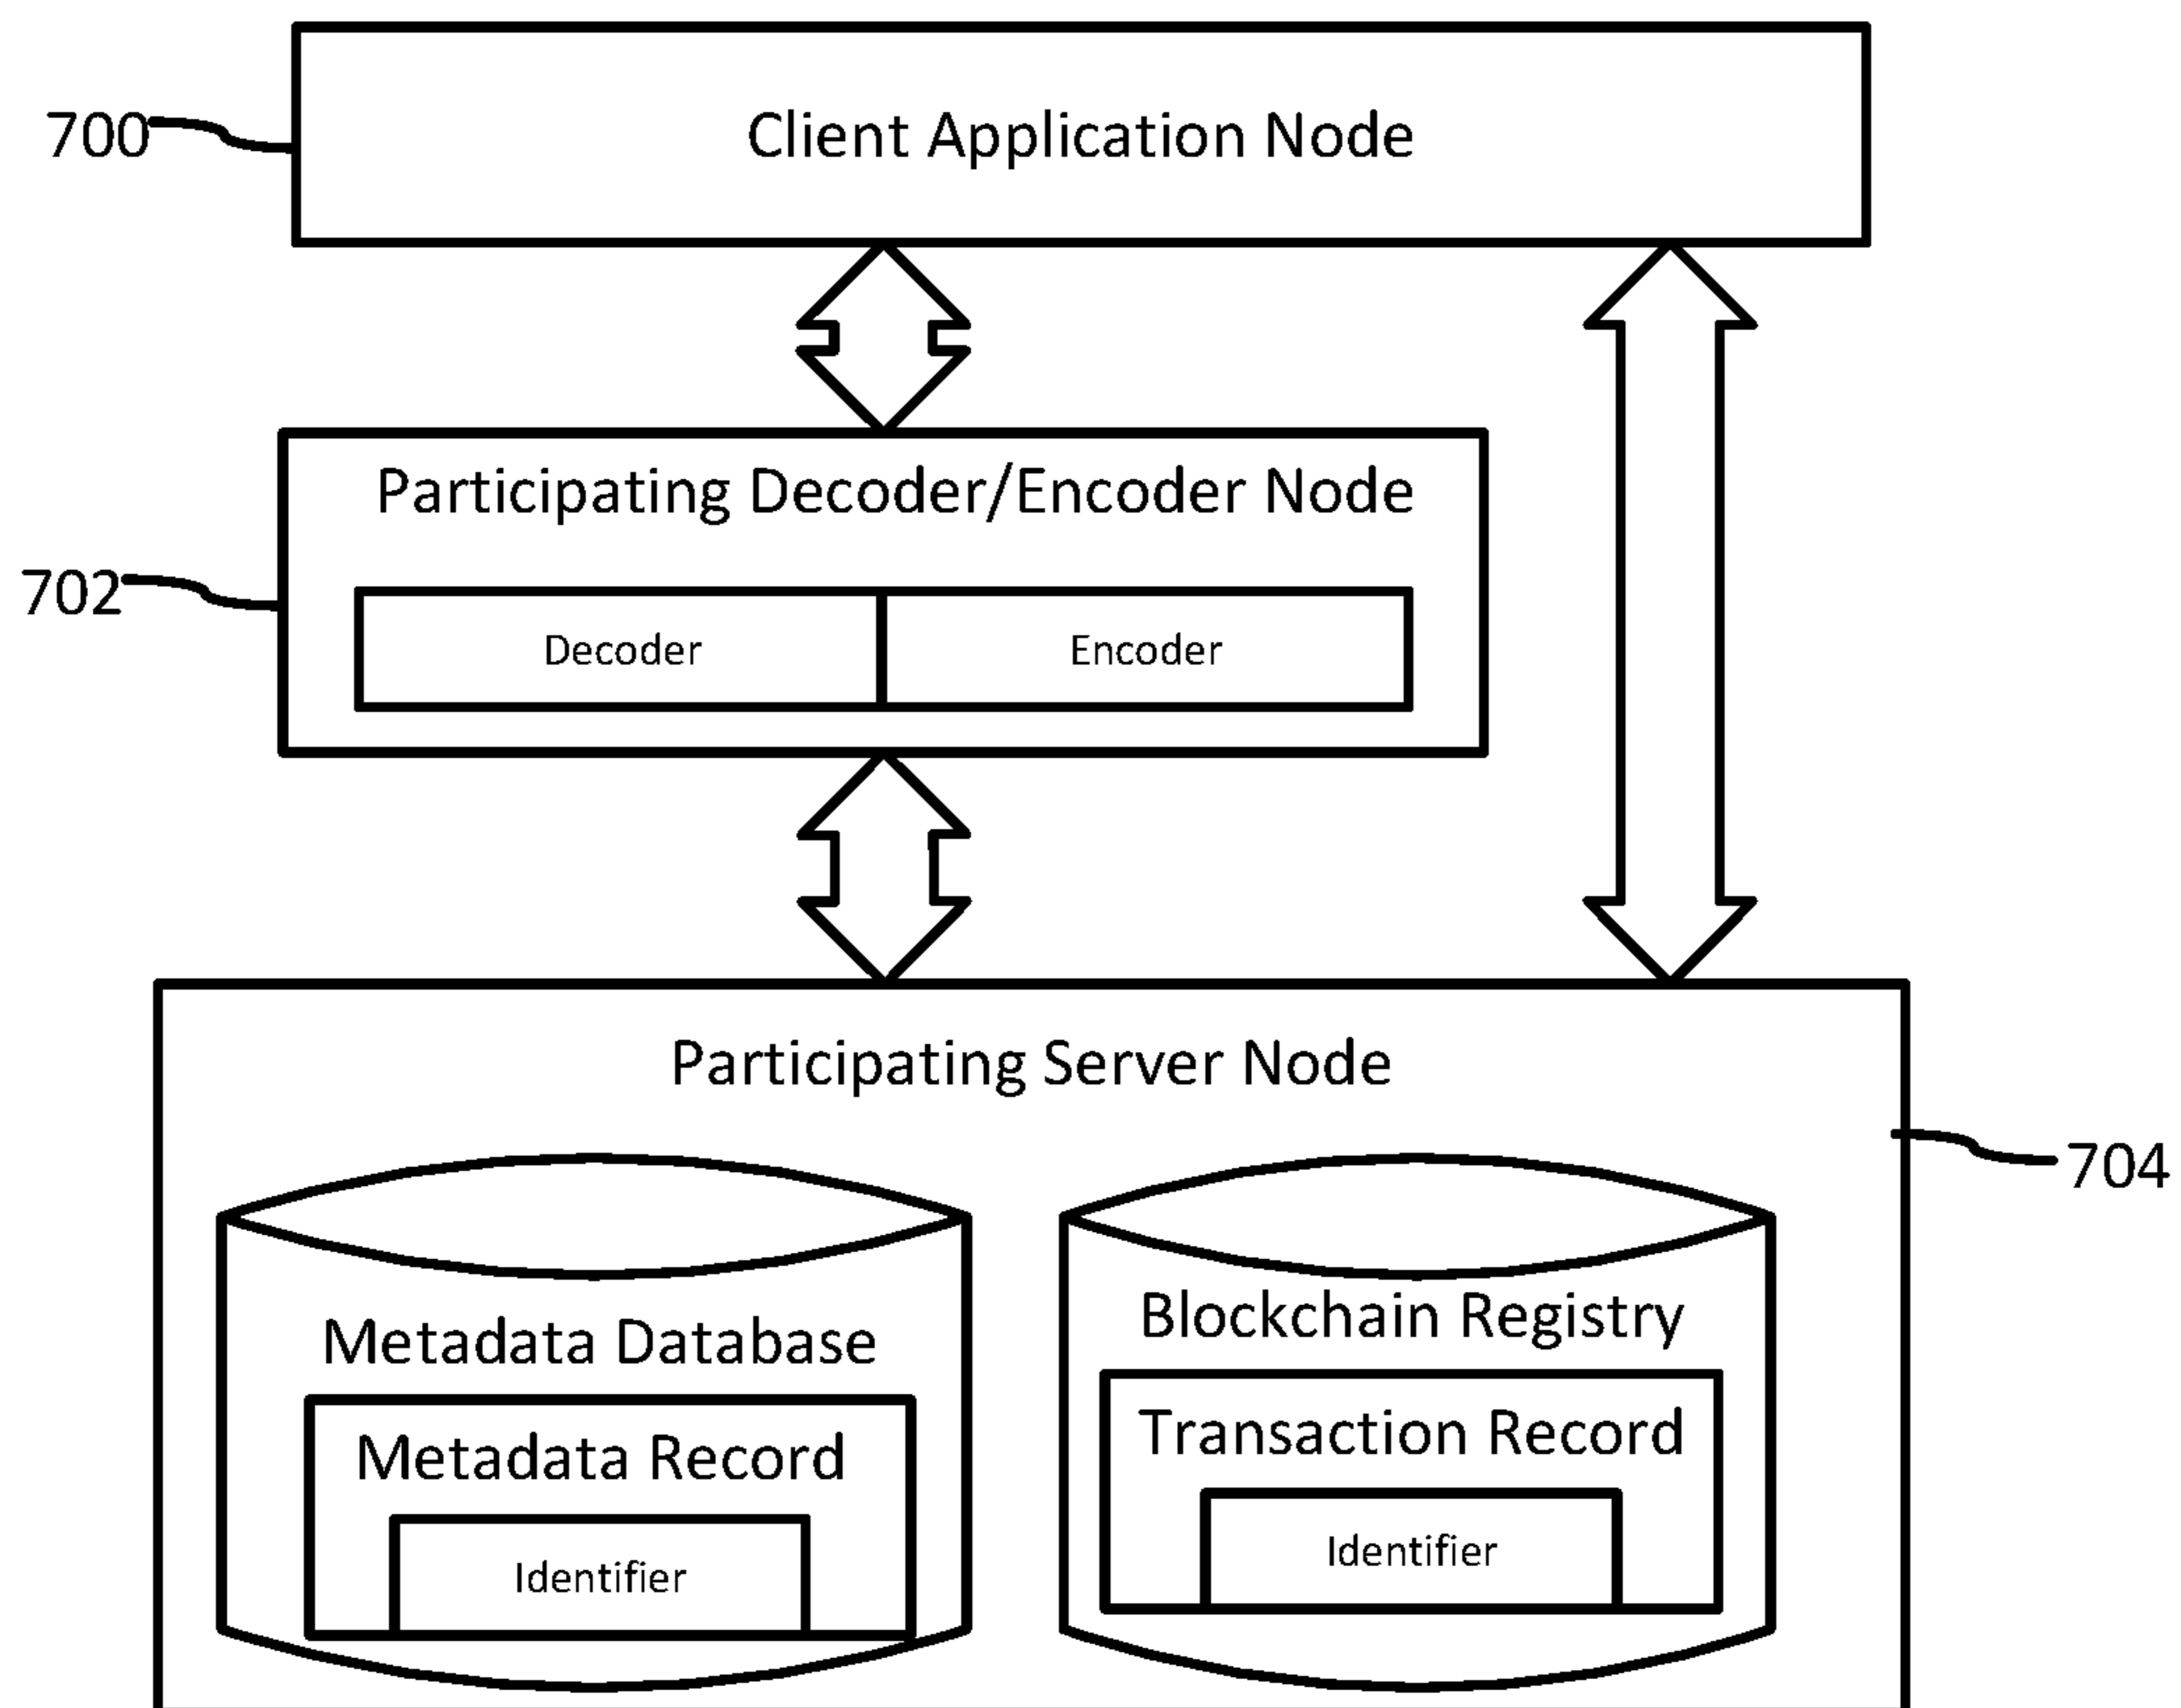 700
Client Application Node
Participating Decoder/Encoder Node
702
Decoder
Encoder
Participating Server Node
704
Metadata Database
Blockchain Registry
Metadata Record
Transaction Record
Identifier
Identifier